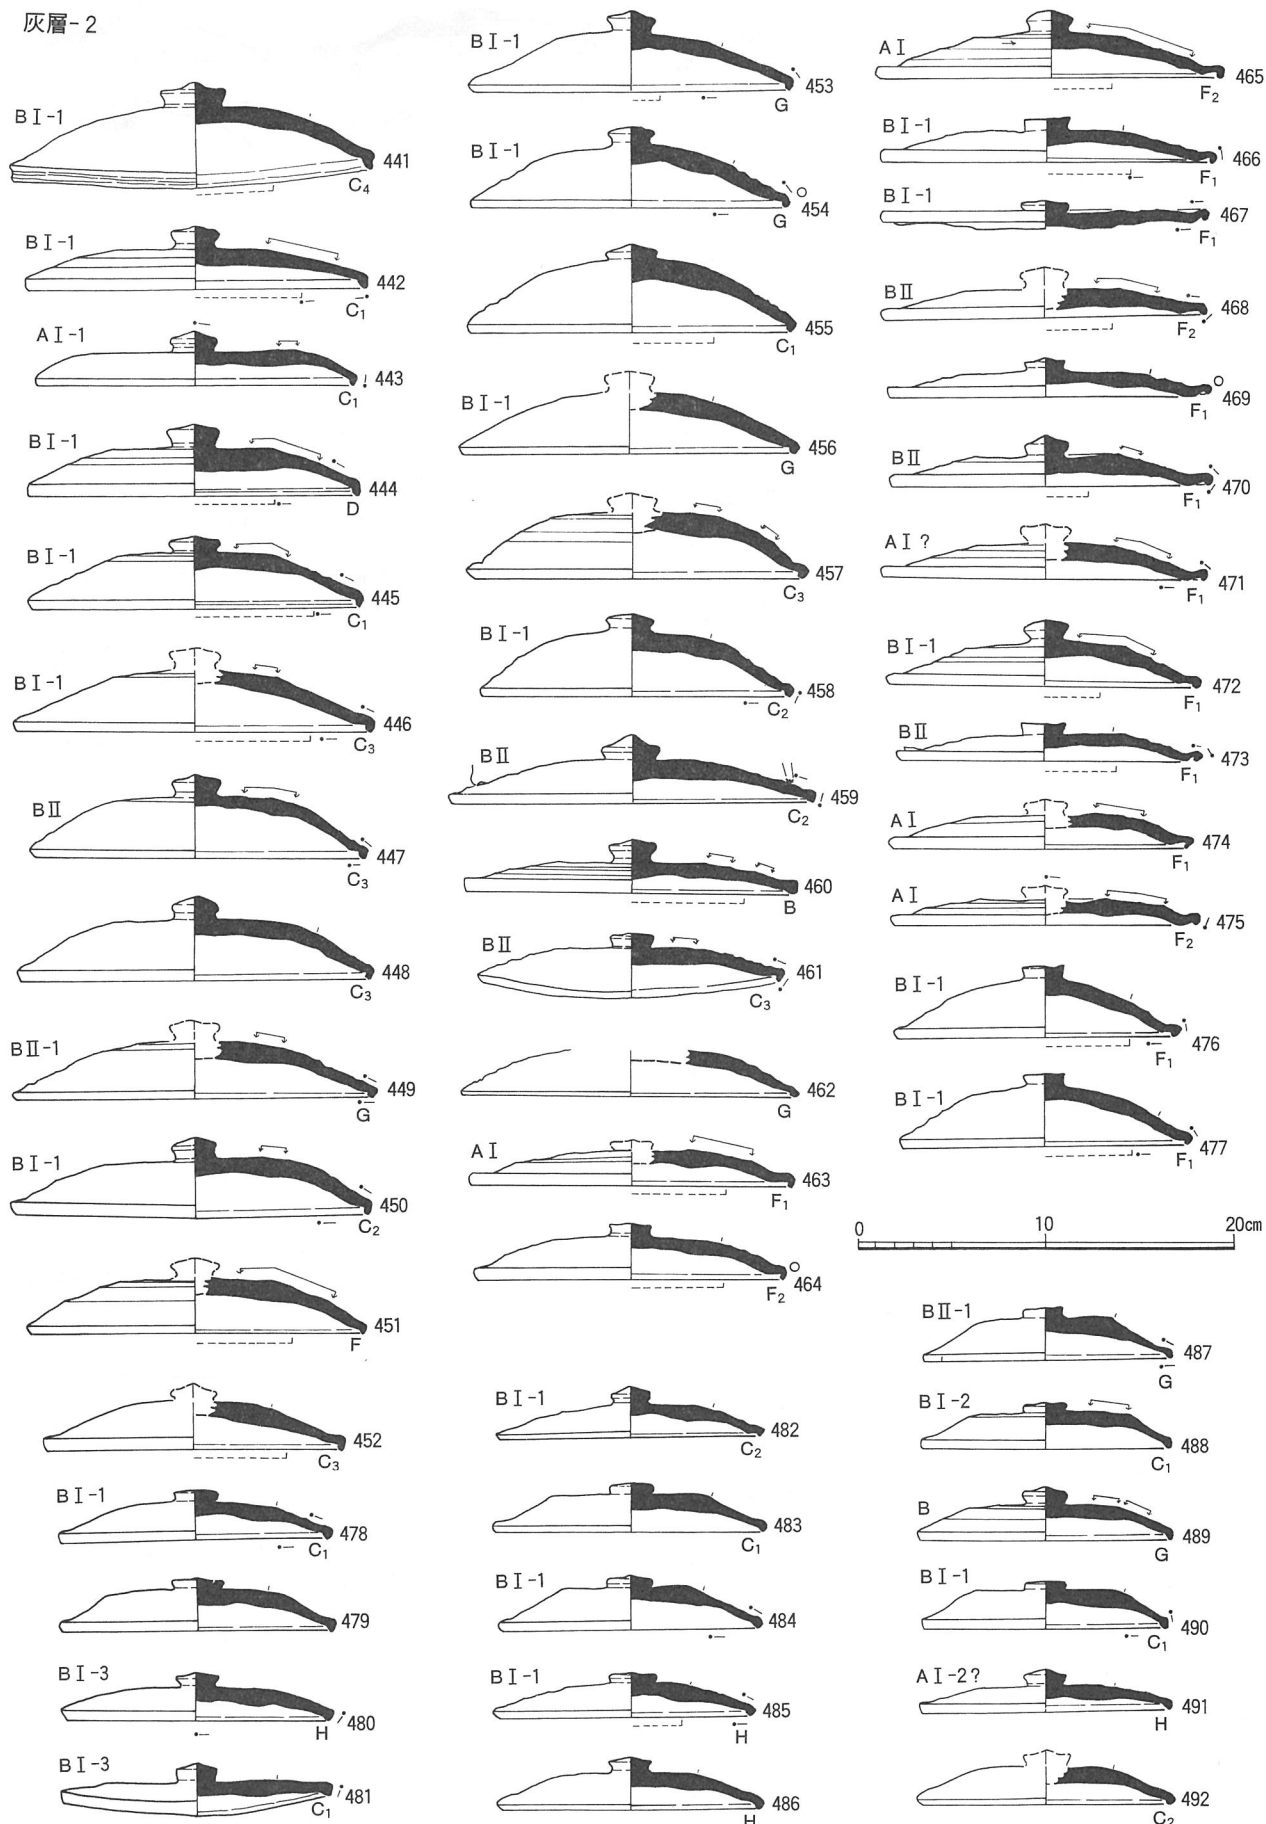 灰層-2
BⅠ-1
441
C4
BⅠ-1
442
C1
AⅠ-1
443
C1
BⅠ-1
444
D
BⅠ-1
445
C1
BⅠ-1
446
C3
BⅡ
447
C3
448
C3
BⅡ-1
449
G
BⅠ-1
450
C2
451
F
452
C3
BⅠ-1
453
G
BⅠ-1
454
G
455
C1
BⅠ-1
456
G
457
C3
BⅠ-1
458
C2
BⅡ
459
C2
460
B
BⅡ
461
C3
462
G
AⅠ
463
F1
464
F2
AⅠ
465
F2
BⅠ-1
466
F1
BⅠ-1
467
F1
BⅡ
468
F2
469
F1
BⅡ
470
F1
AⅠ?
471
F1
BⅠ-1
472
F1
BⅡ
473
F1
AⅠ
474
F1
AⅠ
475
F2
BⅠ-1
476
F1
BⅠ-1
477
F1
0 10 20cm
BⅠ-1
478
C1
479
BⅠ-3
480
H
BⅠ-3
481
C1
BⅠ-1
482
C2
483
C1
BⅠ-1
484
BⅠ-1
485
H
486
H
BⅡ-1
487
G
BⅠ-2
488
C1
B
489
G
BⅠ-1
490
C1
AⅠ-2?
491
H
492
C2